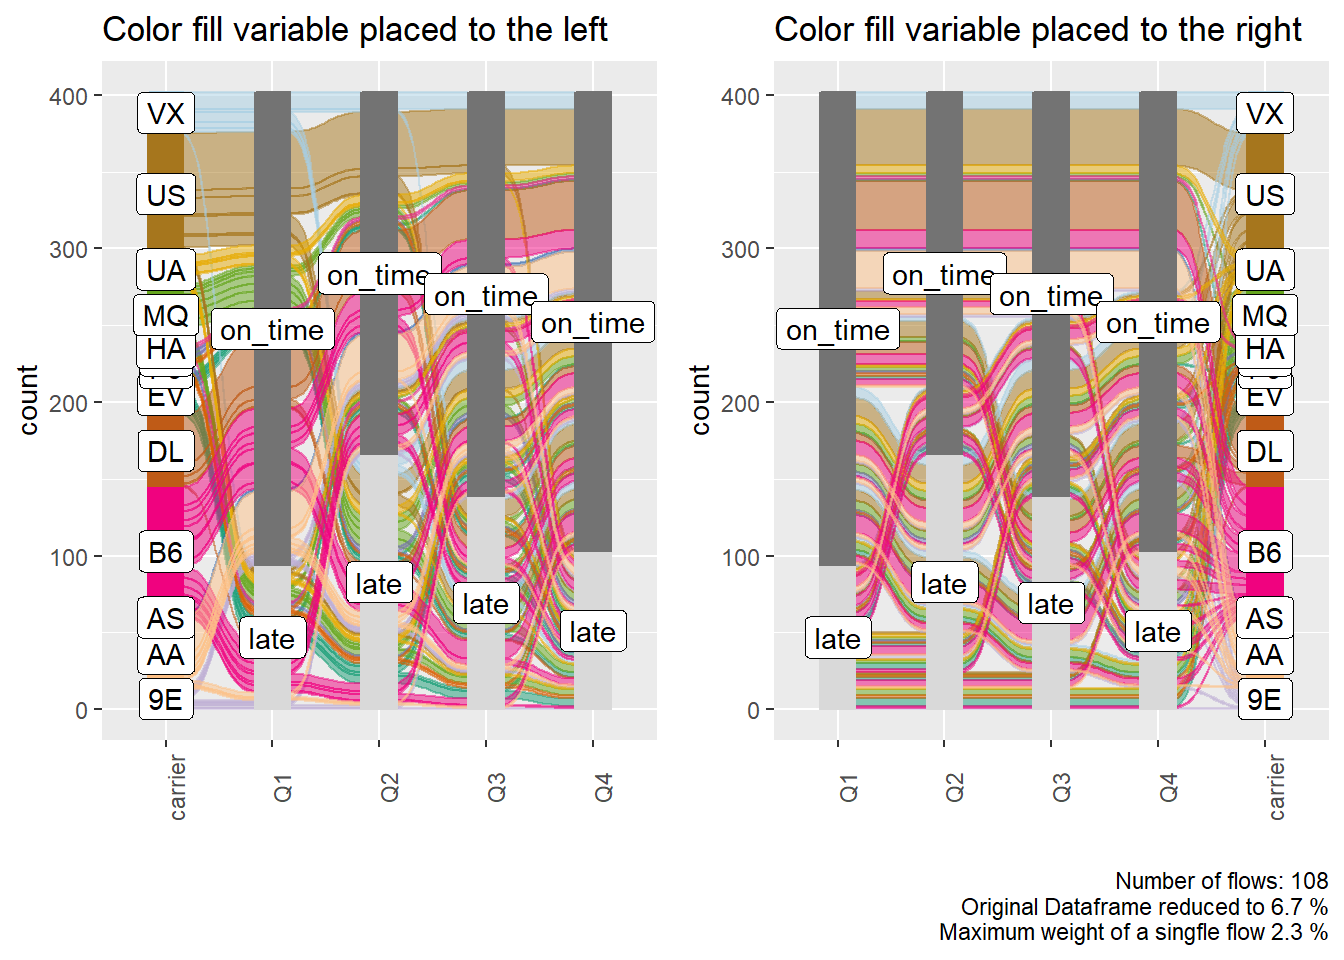 Color fill variable placed to the left
count
400
300
200
100
0
VX
US
UA
MQ
HA
EV
DL
B6
AS
AA
9E
on_time
late
on_time
late
on_time
late
on_time
late
carrier
Q1
Q2
Q3
Q4
Color fill variable placed to the right
count
400
300
200
100
0
on_time
late
on_time
late
on_time
late
on_time
late
VX
US
UA
MQ
HA
EV
DL
B6
AS
AA
9E
Q1
Q2
Q3
Q4
carrier
Number of flows: 108
Original Dataframe reduced to 6.7 %
Maximum weight of a singfle flow 2.3 %